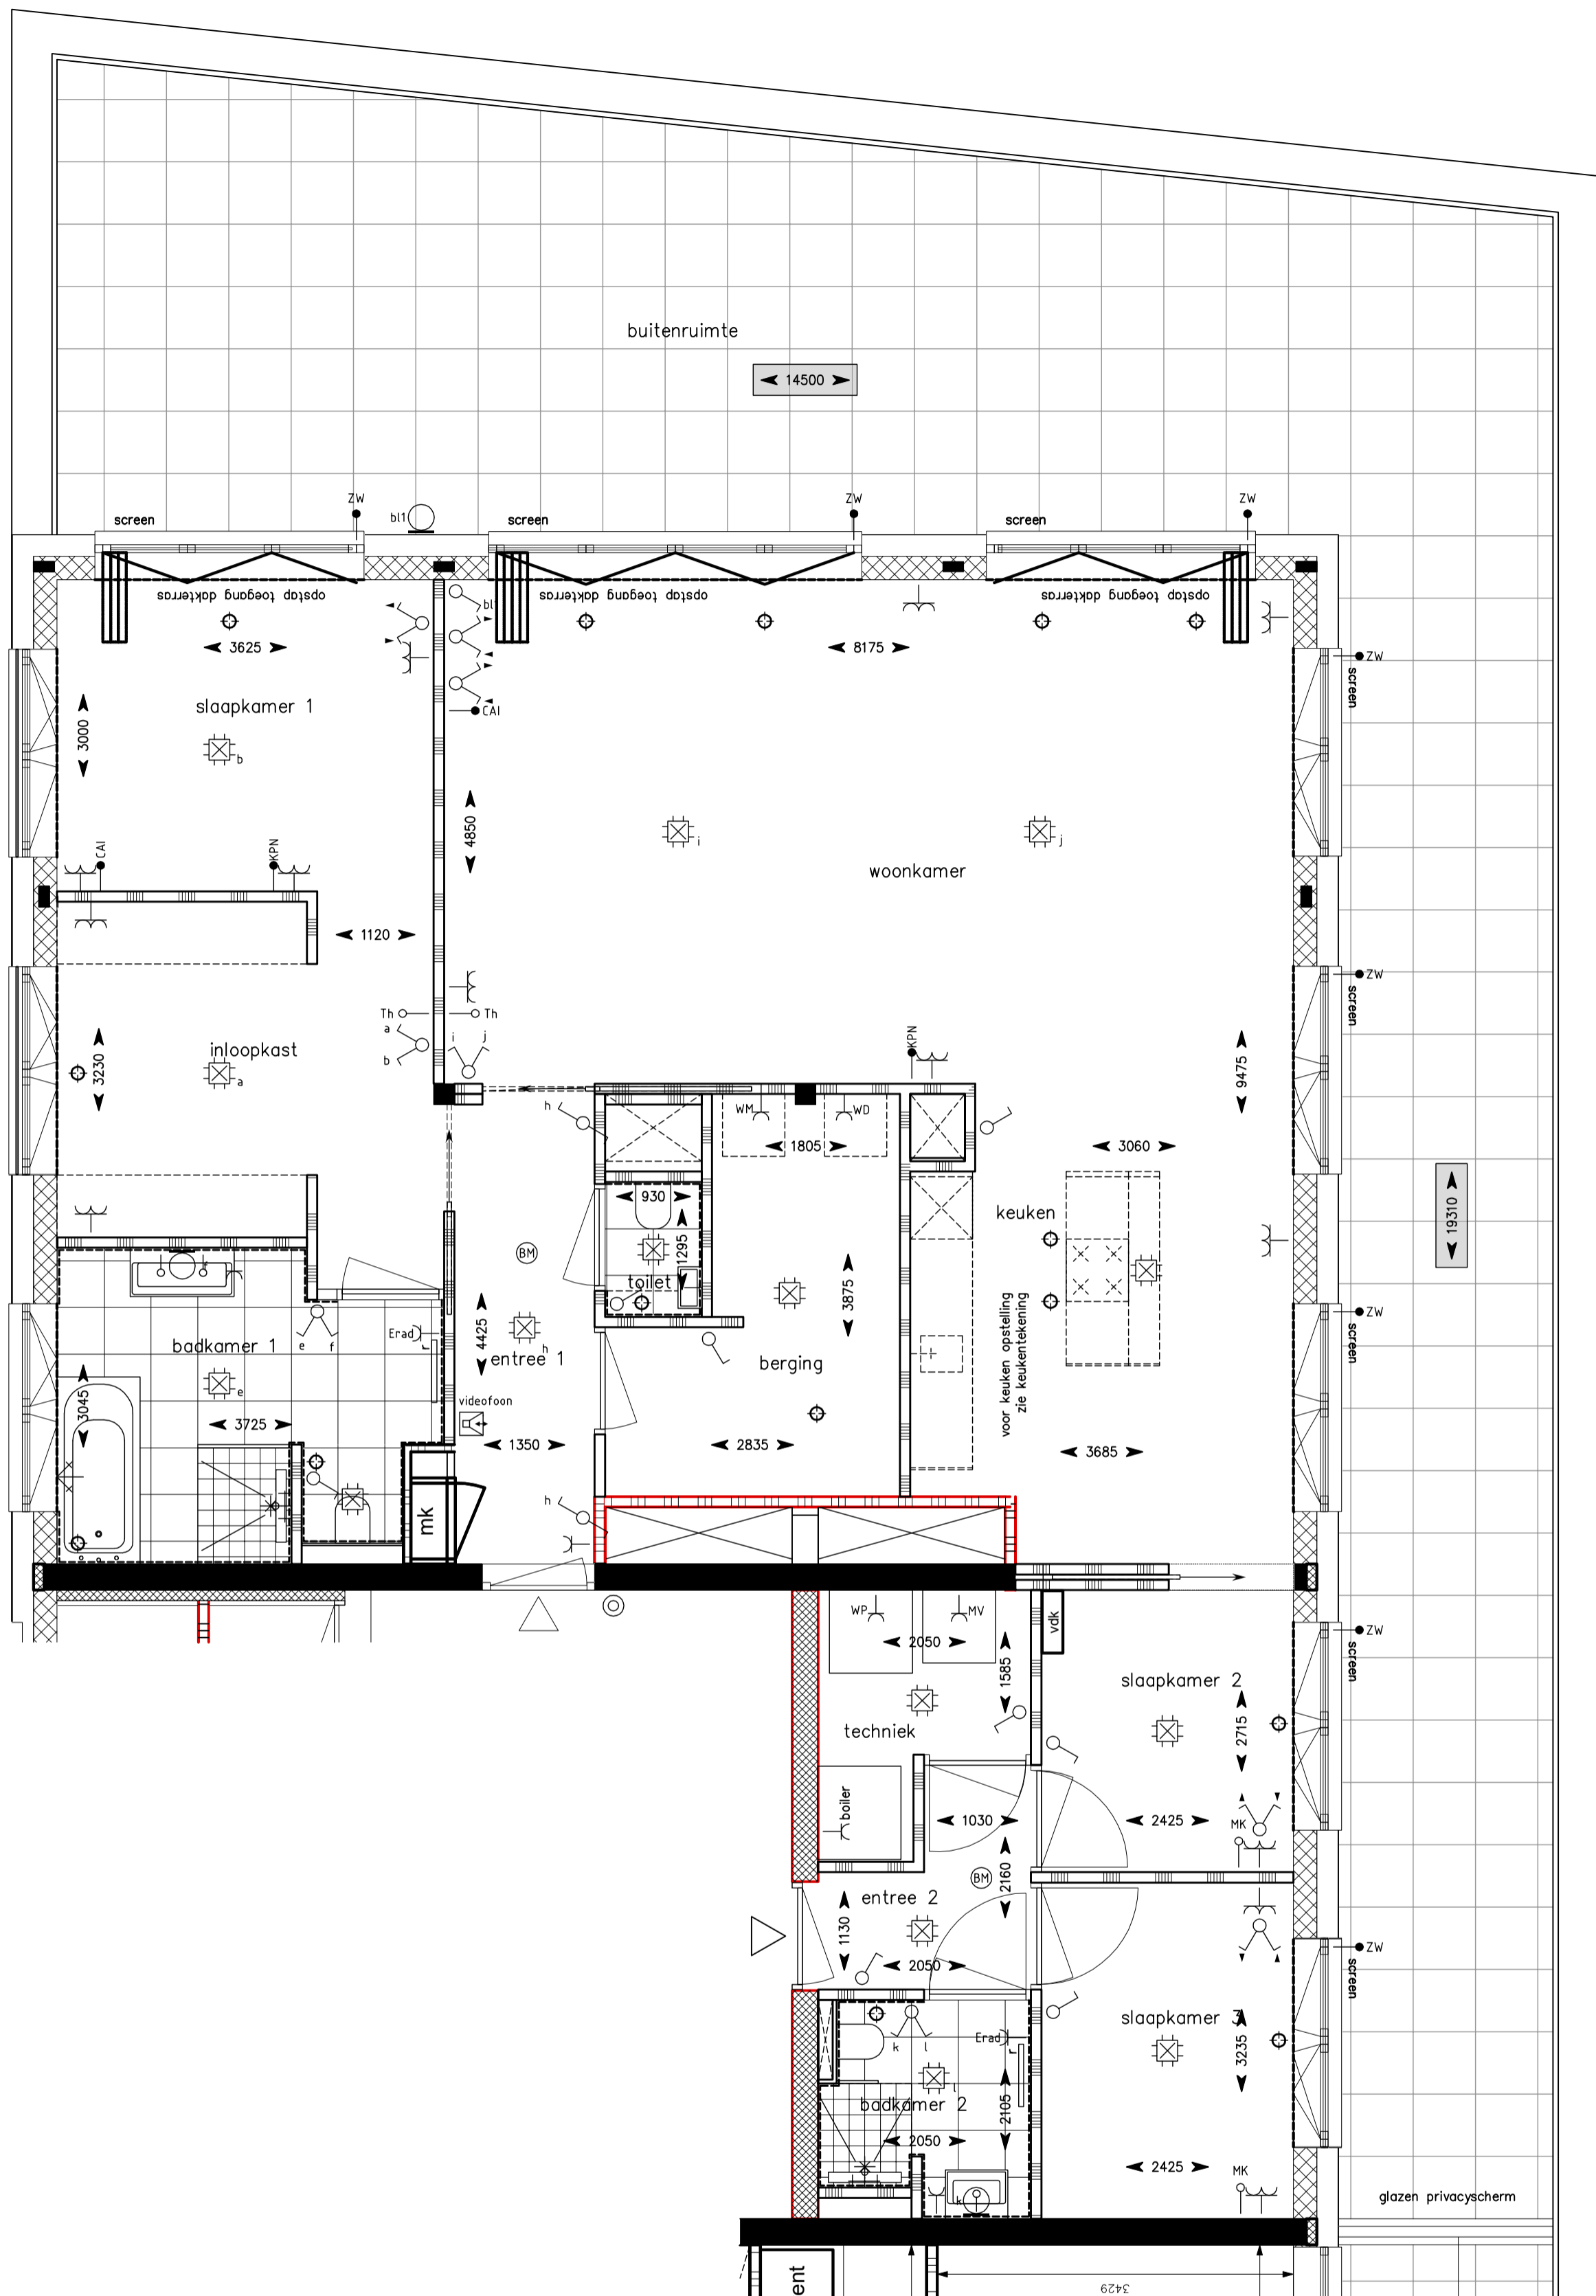 buitenruimte
14500
screen
ZW
bl1
screen
ZW
screen
ZW
opstap toegang dakterras
opstap toegang dakterras
opstap toegang dakterras
bl
3625
8175
ZW
screen
3000
slaapkamer 1
CAI
b
4850
i
j
woonkamer
CAI
KPN
1120
ZW
screen
Th
Th
a
b
i
j
KPN
inloopkast
3230
a
9475
h
WM
WD
1805
3060
930
1295
toilet
keuken
19310
BM
f
badkamer 1
e
f
Erad
r
4425
entree 1
h
3875
berging
voor keuken opstelling
zie keukentekening
ZW
screen
3045
e
3725
videofoon
1350
2835
3685
mk
h
WP
MV
2050
1585
vdk
ZW
screen
slaapkamer 2
2715
techniek
boiler
1030
2425
MK
BM
2160
entree 2
1130
2050
ZW
screen
slaapkamer 3
3235
k
l
Erad
r
l
badkamer 2
2105
2050
k
2425
MK
glazen privacyscherm
ent
3429